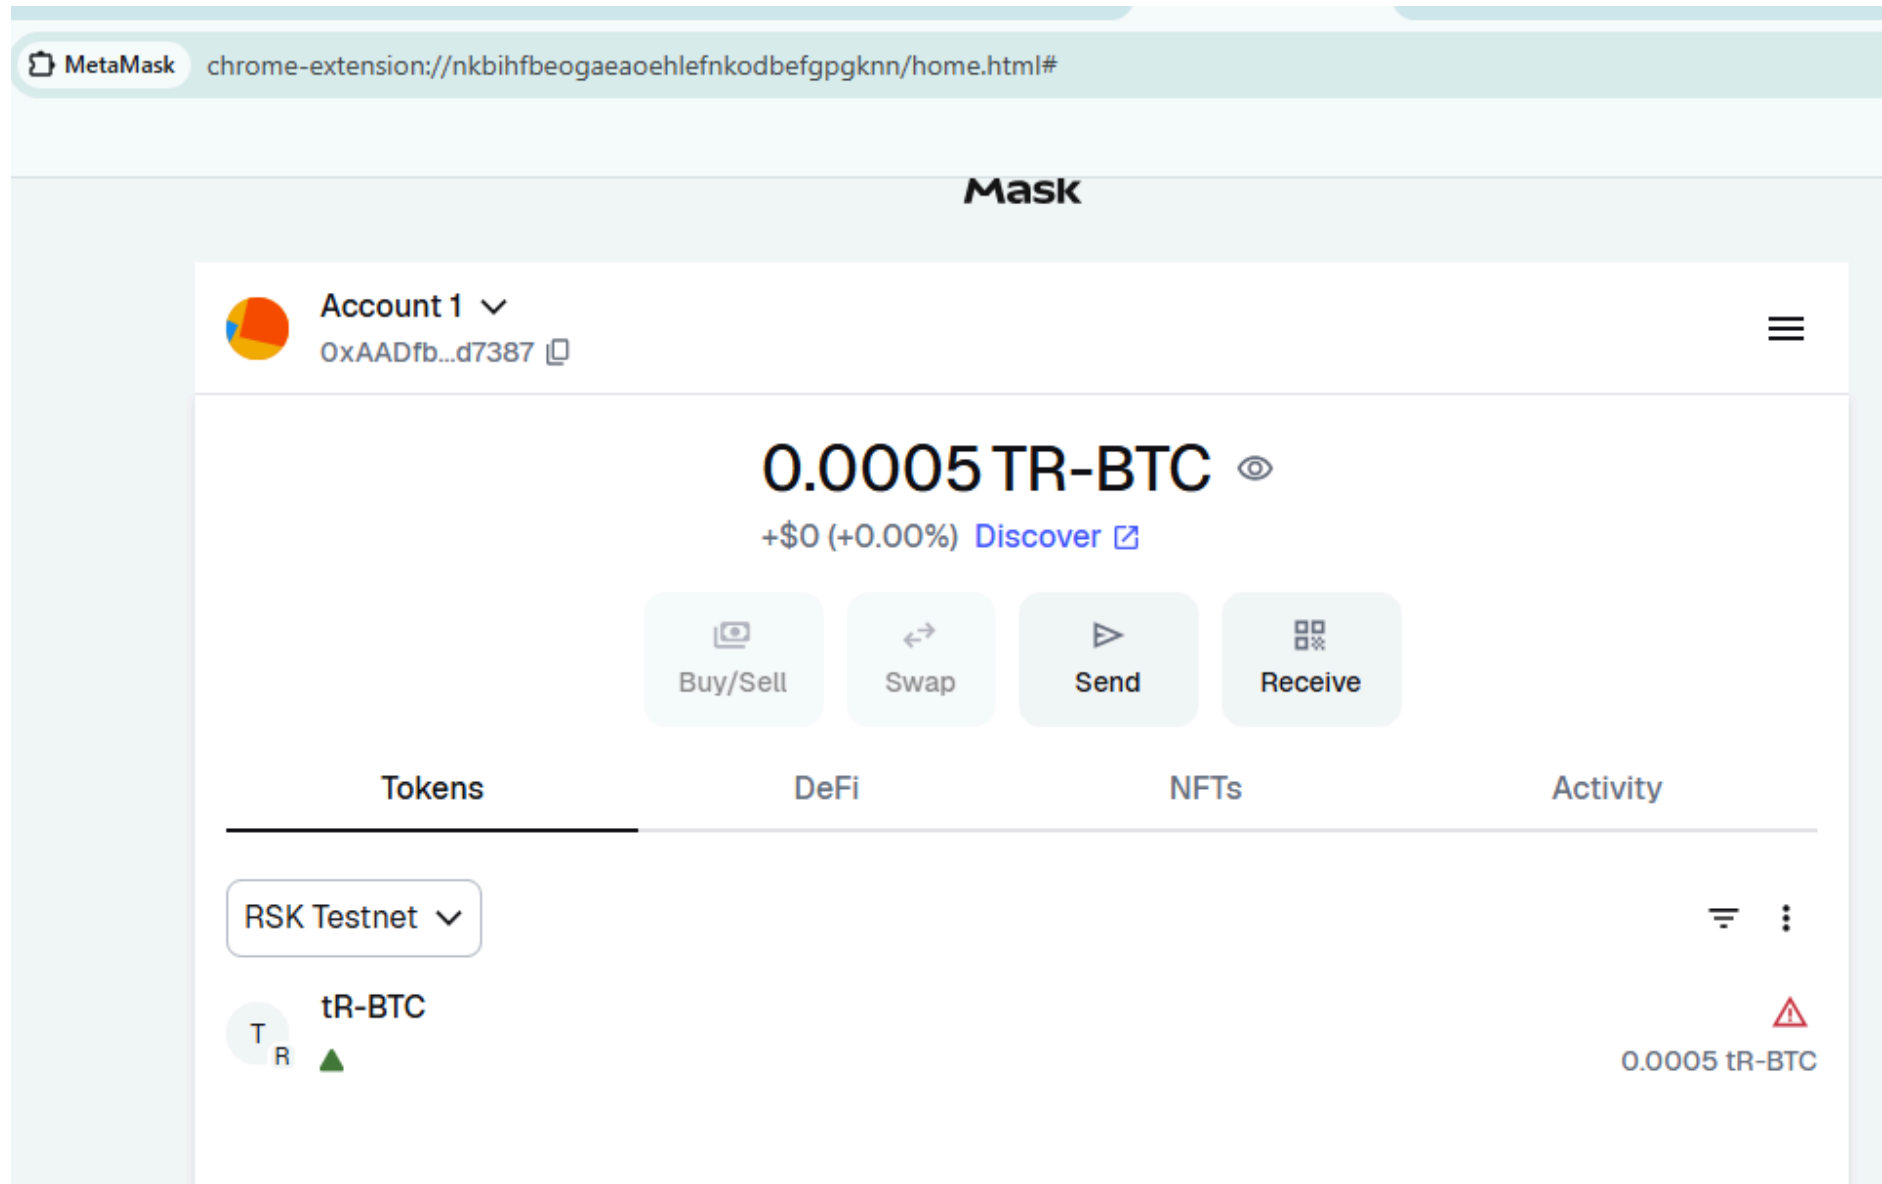 MetaMask chrome-extension://nkbihfbeogaeaoehlefnkodbefgpgknn/home.html#
Mask
Account 1
0xAADfb...d7387
0.0005 TR-BTC
+$0 (+0.00%) Discover
Buy/Sell Swap Send Receive
Tokens DeFi NFTs Activity
RSK Testnet
tR-BTC
T
R
0.0005 tR-BTC